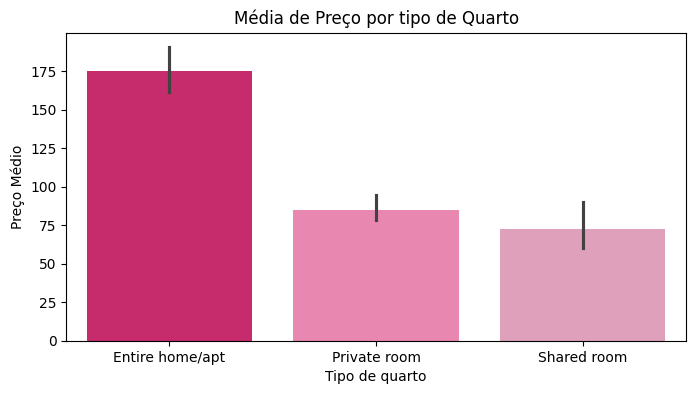 Média de Preço por tipo de Quarto
Preço Médio
175
150
125
100
75
50
25
0
Entire home/apt
Private room
Shared room
Tipo de quarto